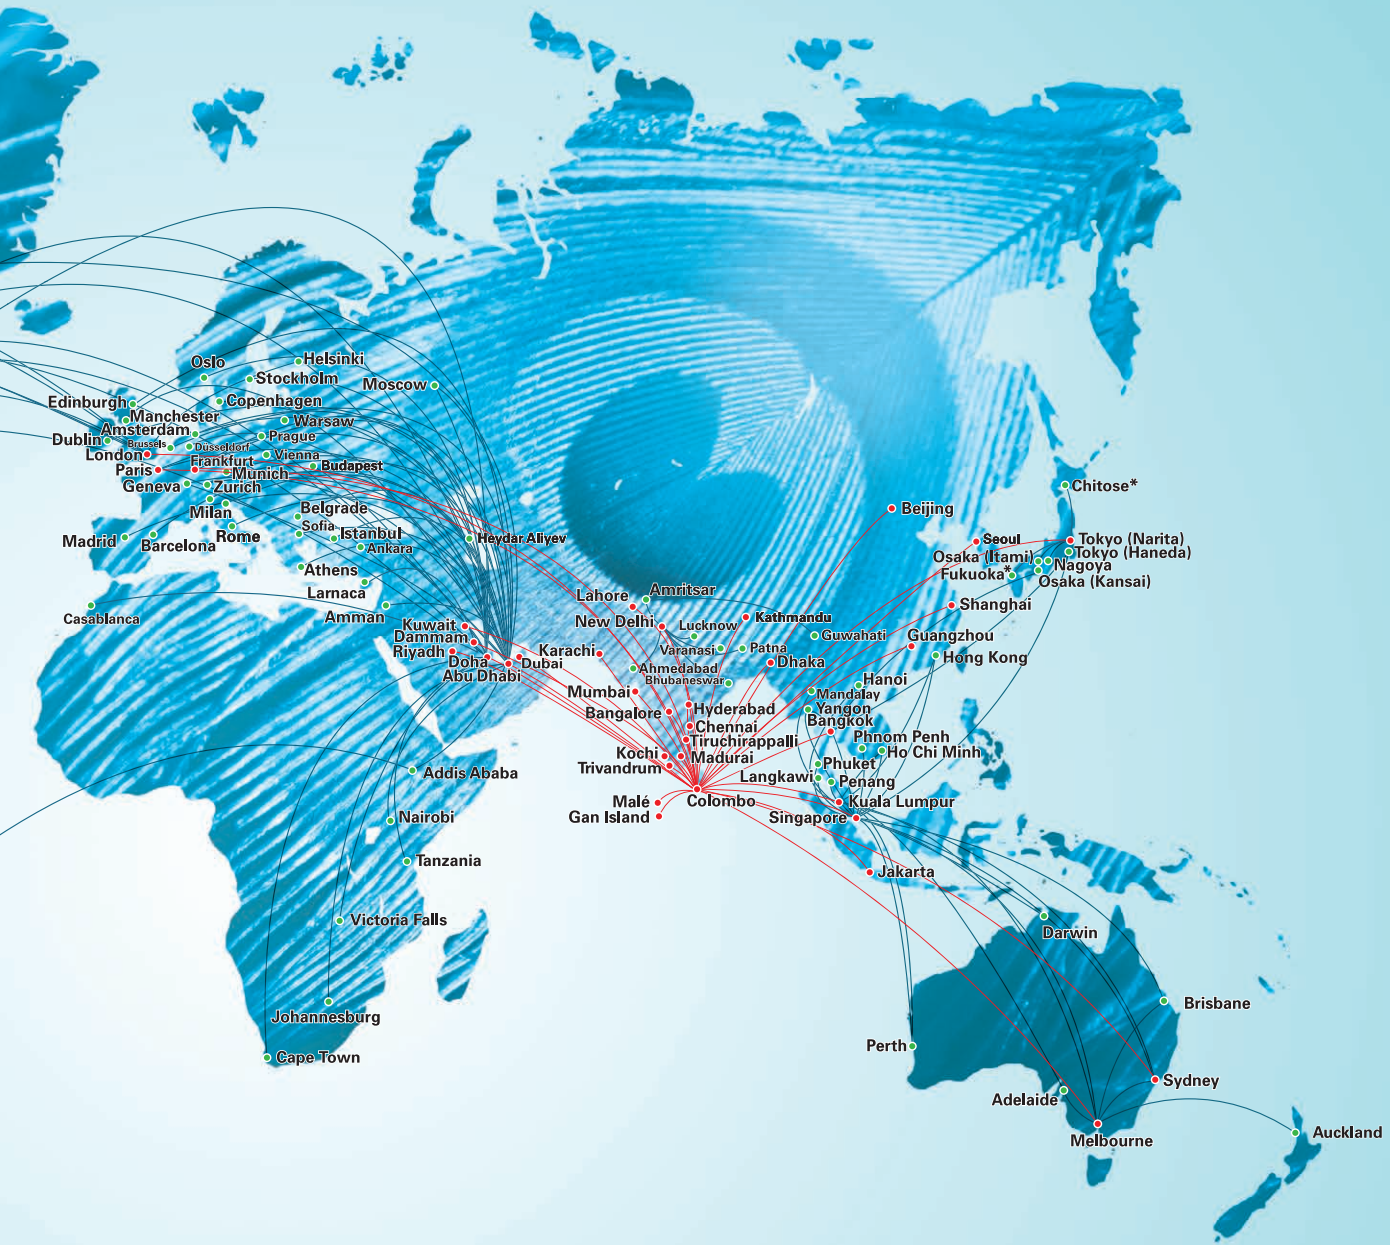 Oslo
Helsinki
Stockholm
Moscow
Edinburgh
Copenhagen
Manchester
Warsaw
Amsterdam
Prague
Dublin
Brussels
Düsseldorf
London
Frankfurt
Vienna
Paris
Munich
Budapest
Geneva
Zurich
Chitose*
Milan
Belgrade
Beijing
Sofia
Madrid
Barcelona
Rome
Istanbul
Heydar Aliyev
Seoul
Tokyo (Narita)
Ankara
Osaka (Itami)
Tokyo (Haneda)
Athens
Nagoya
Fukuoka*
Osaka (Kansai)
Larnaca
Lahore
Amritsar
Casablanca
Amman
Shanghai
Kathmandu
Kuwait
New Delhi
Lucknow
Guwahati
Guangzhou
Dammam
Riyadh
Karachi
Varanasi
Patna
Doha
Dubai
Dhaka
Hong Kong
Abu Dhabi
Ahmedabad
Bhubaneswar
Hanoi
Mumbai
Mandalay
Bangalore
Hyderabad
Yangon
Chennai
Bangkok
Tiruchirappalli
Phnom Penh
Kochi
Madurai
Ho Chi Minh
Trivandrum
Phuket
Addis Ababa
Langkawi
Penang
Malé
Colombo
Kuala Lumpur
Gan Island
Singapore
Nairobi
Tanzania
Jakarta
Victoria Falls
Darwin
Johannesburg
Brisbane
Cape Town
Perth
Sydney
Adelaide
Melbourne
Auckland